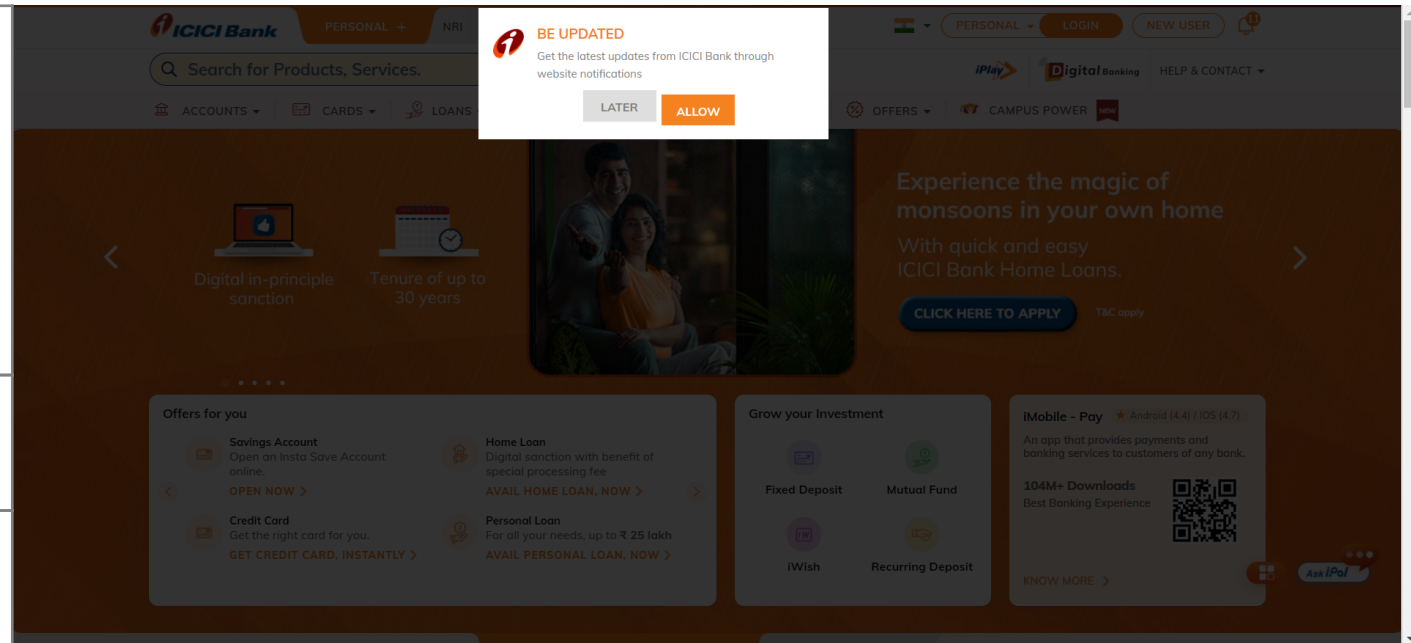 ICICI Bank PERSONAL + NRI PERSONAL LOGIN NEW USER 11
BE UPDATED
Get the latest updates from ICICI Bank through
website notifications
LATER ALLOW
Search for Products, Services. iPlay Digital Banking HELP & CONTACT
ACCOUNTS CARDS LOANS OFFERS CAMPUS POWER NEW
Experience the magic of
monsoons in your own home
With quick and easy
ICICI Bank Home Loans.
CLICK HERE TO APPLY T&C apply
Digital in-principle
sanction
Tenure of up to
30 years
Offers for you
Savings Account
Open an Insta Save Account
online.
OPEN NOW >
Home Loan
Digital sanction with benefit of
special processing fee
AVAIL HOME LOAN, NOW >
Credit Card
Get the right card for you.
GET CREDIT CARD, INSTANTLY >
Personal Loan
For all your needs, up to ₹ 25 lakh
AVAIL PERSONAL LOAN, NOW >
Grow your Investment
Fixed Deposit Mutual Fund
iW
iWish Recurring Deposit
iMobile - Pay ★ Android (4.4) / iOS (4.7)
An app that provides payments and
banking services to customers of any bank.
104M+ Downloads
Best Banking Experience
KNOW MORE >
Ask iPal